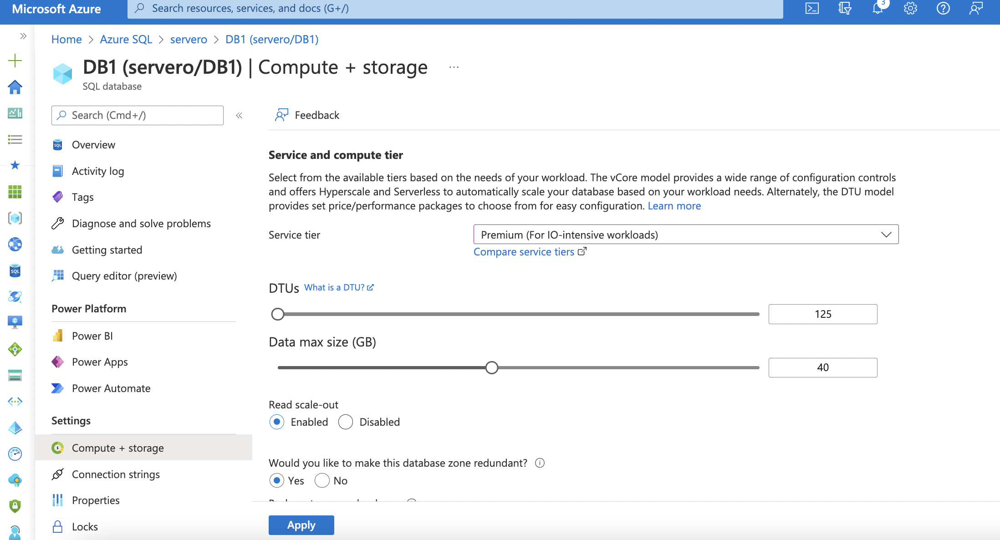 Microsoft Azure
Search resources, services, and docs (G+/)
3
Home > Azure SQL > servero > DB1 (servero/DB1)
DB1 (servero/DB1) | Compute + storage ...
SQL database
Search (Cmd+/)
Overview
Activity log
Tags
Diagnose and solve problems
Getting started
Query editor (preview)
Power Platform
Power BI
Power Apps
Power Automate
Settings
Compute + storage
Connection strings
Properties
Locks
Feedback
Service and compute tier
Select from the available tiers based on the needs of your workload. The vCore model provides a wide range of configuration controls
and offers Hyperscale and Serverless to automatically scale your database based on your workload needs. Alternately, the DTU model
provides set price/performance packages to choose from for easy configuration. Learn more
Service tier
Premium (For IO-intensive workloads)
Compare service tiers
DTUs What is a DTU?
125
Data max size (GB)
40
Read scale-out
Enabled Disabled
Would you like to make this database zone redundant?
Yes No
Apply